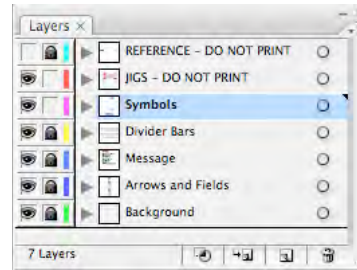 Layers ×
REFERENCE - DO NOT PRINT
JIGS - DO NOT PRINT
Symbols
Divider Bars
Message
Arrows and Fields
Background
7 Layers